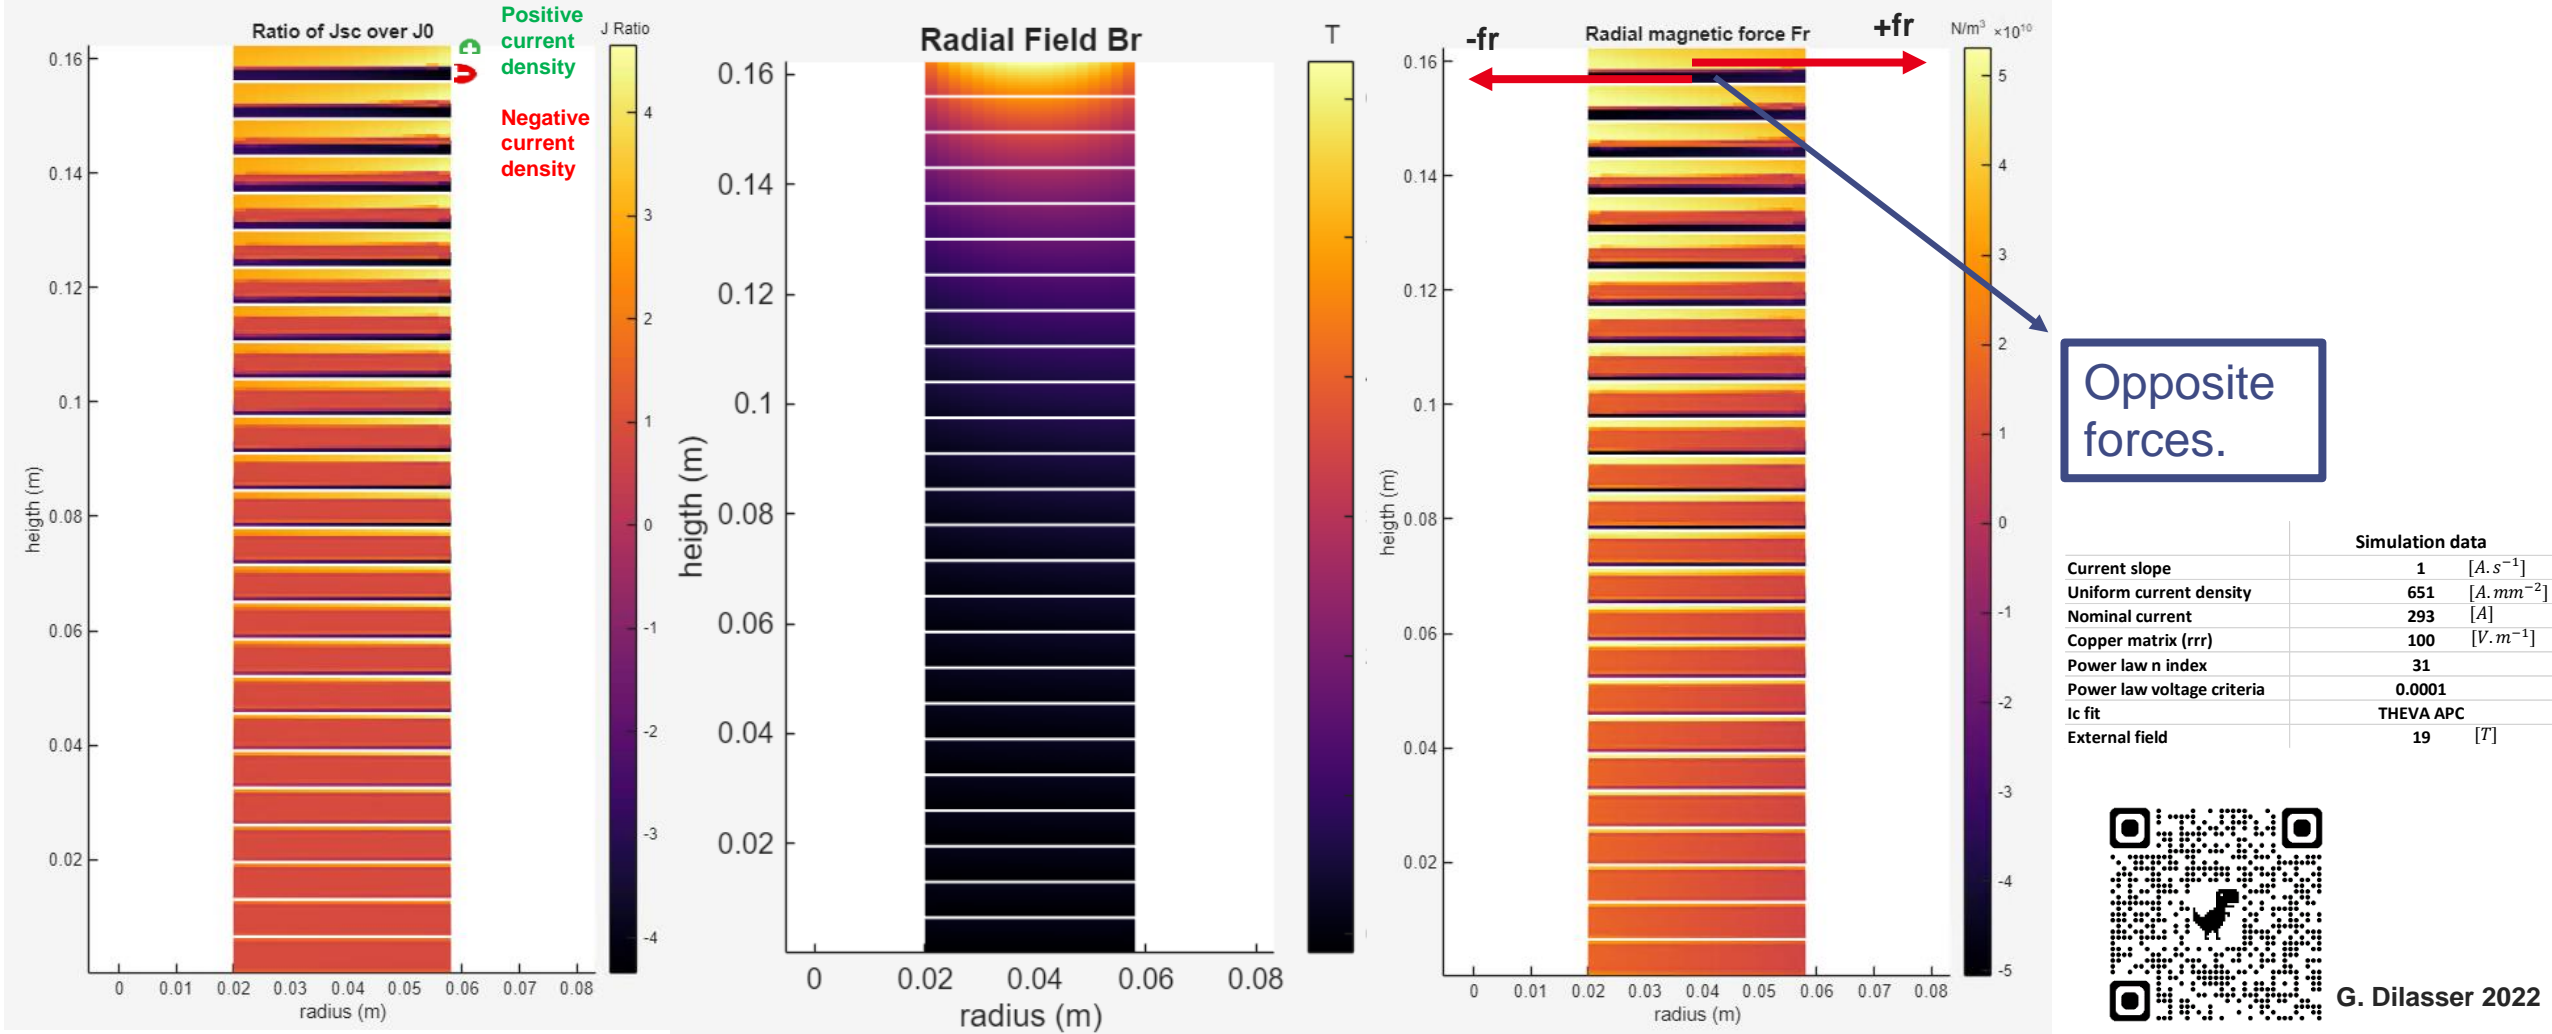 Ratio of Jsc over J0
J Ratio
Positive
current
density
Negative
current
density
0.16
0.14
0.12
0.1
0.08
0.06
0.04
0.02
heigth (m)
0 0.01 0.02 0.03 0.04 0.05 0.06 0.07 0.08
radius (m)
4
3
2
1
0
-1
-2
-3
-4
Radial Field Br
T
0.16
0.14
0.12
0.1
0.08
0.06
0.04
0.02
heigth (m)
0 0.02 0.04 0.06 0.08
radius (m)
-fr
Radial magnetic force Fr
+fr
N/m³ ×10¹⁰
0.16
0.14
0.12
0.1
0.08
0.06
0.04
0.02
heigth (m)
0 0.01 0.02 0.03 0.04 0.05 0.06 0.07 0.08
radius (m)
5
4
3
2
1
0
-1
-2
-3
-4
-5
Opposite
forces.
Simulation data
Current slope 1 [A.s⁻¹]
Uniform current density 651 [A.mm⁻²]
Nominal current 293 [A]
Copper matrix (rrr) 100 [V.m⁻¹]
Power law n index 31
Power law voltage criteria 0.0001
Ic fit THEVA APC
External field 19 [T]
G. Dilasser 2022